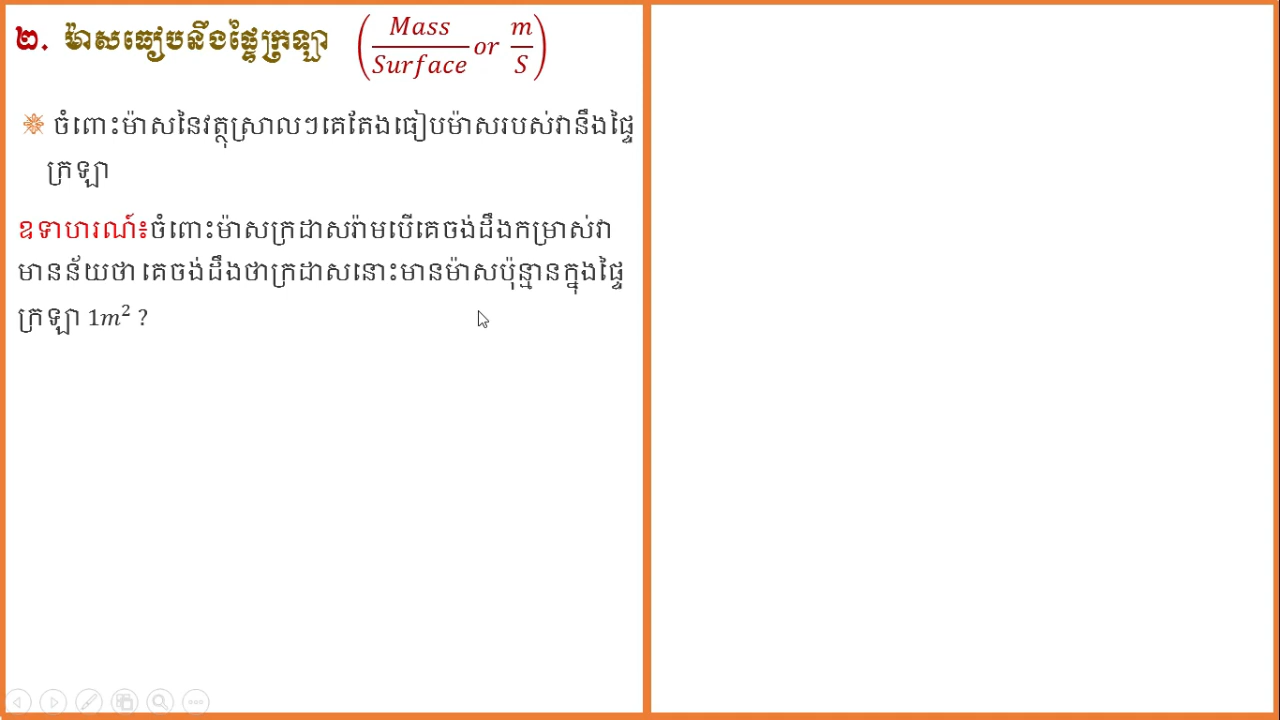 ២. ម៉ាសធៀបនឹងផ្ទៃក្រឡា (Mass/Surface or m/S)
ចំពោះម៉ាសនៃវត្ថុស្រាលៗគេតែងធៀបម៉ាសរបស់វានឹងផ្ទៃ
ក្រឡា
ឧទាហរណ៍៖ចំពោះម៉ាសក្រដាសរ៉ាមបើគេចង់ដឹងកម្រាស់វា
មានន័យថា គេចង់ដឹងថាក្រដាសនោះមានម៉ាសប៉ុន្មានក្នុងផ្ទៃ
ក្រឡា 1m² ?